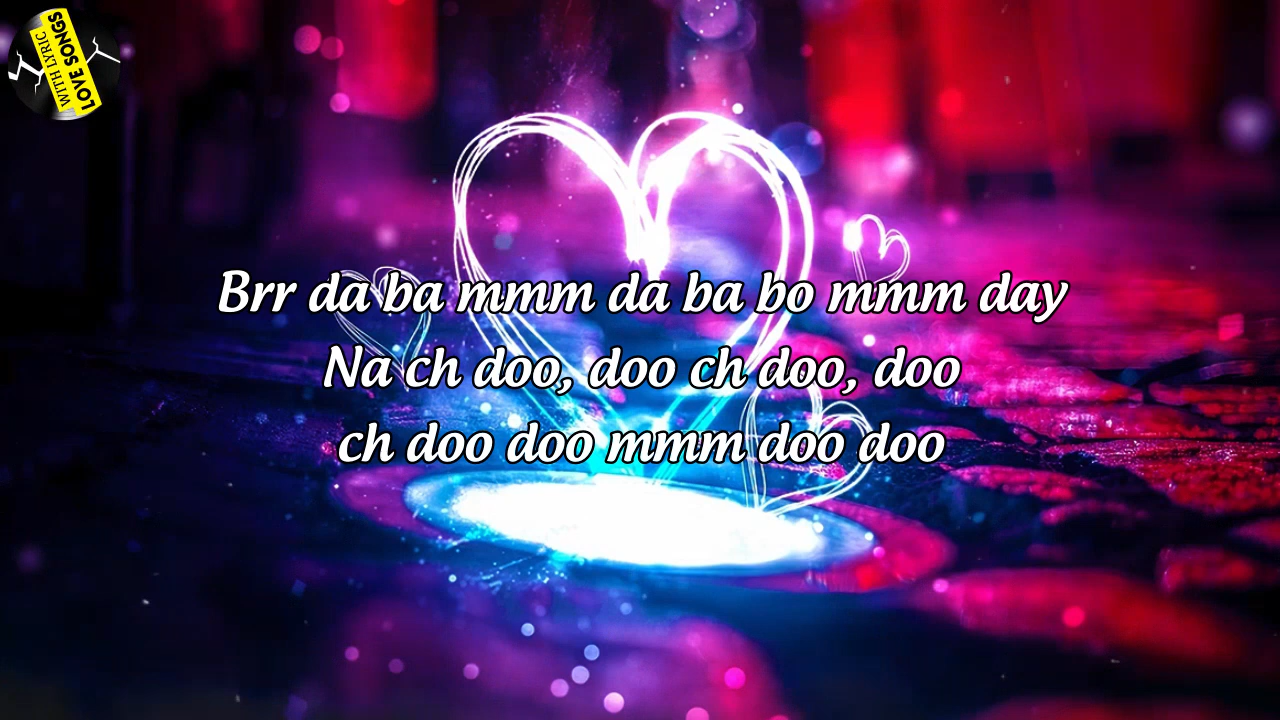 WITH LYRIC
LOVE SONGS
Brr da ba mmm da ba bo mmm day
Na ch doo, doo ch doo, doo
ch doo doo mmm doo doo